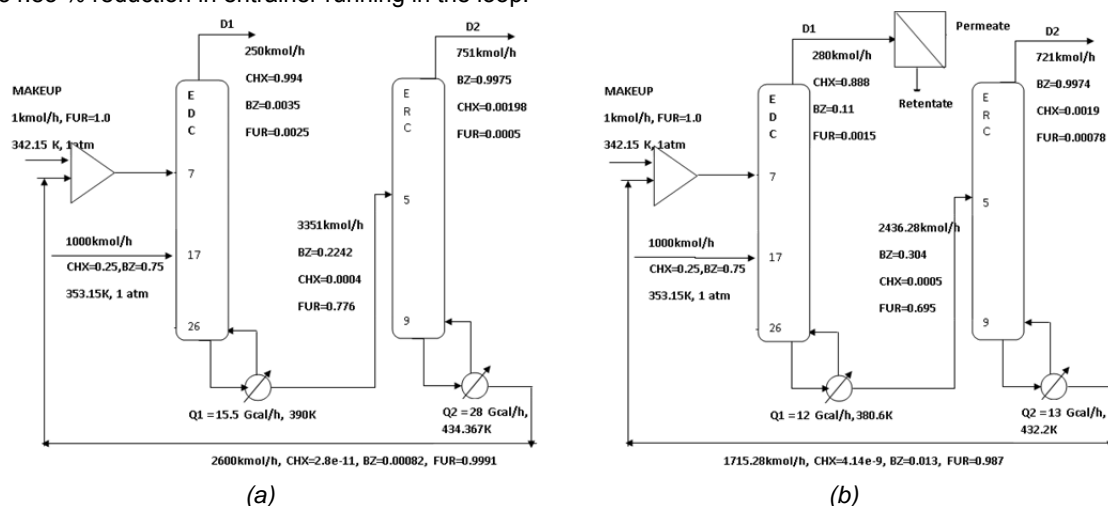 % reduction in entrainer running in the loop.
D1
250kmol/h
CHX=0.994
BZ=0.0035
FUR=0.0025
D2
751kmol/h
BZ=0.9975
CHX=0.00198
FUR=0.0005
MAKEUP
1kmol/h, FUR=1.0
342.15 K, 1atm
E
D
C
7
17
26
1000kmol/h
CHX=0.25,BZ=0.75
353.15K, 1 atm
E
R
C
5
9
3351kmol/h
BZ=0.2242
CHX=0.0004
FUR=0.776
Q1 =15.5 Gcal/h, 390K
Q2 =28 Gcal/h,
434.367K
2600kmol/h, CHX=2.8e-11, BZ=0.00082, FUR=0.9991
(a)
D1
280kmol/h
CHX=0.888
BZ=0.11
FUR=0.0015
Permeate
Retentate
D2
721kmol/h
BZ=0.9974
CHX=0.0019
FUR=0.00078
MAKEUP
1kmol/h, FUR=1.0
342.15 K, 1atm
E
D
C
7
17
26
1000kmol/h
CHX=0.25,BZ=0.75
353.15K, 1 atm
E
R
C
5
9
2436.28kmol/h
BZ=0.304
CHX=0.0005
FUR=0.695
Q1 =12 Gcal/h,380.6K
Q2 =13 Gcal/h,
432.2K
1715.28kmol/h, CHX=4.14e-9, BZ=0.013, FUR=0.987
(b)